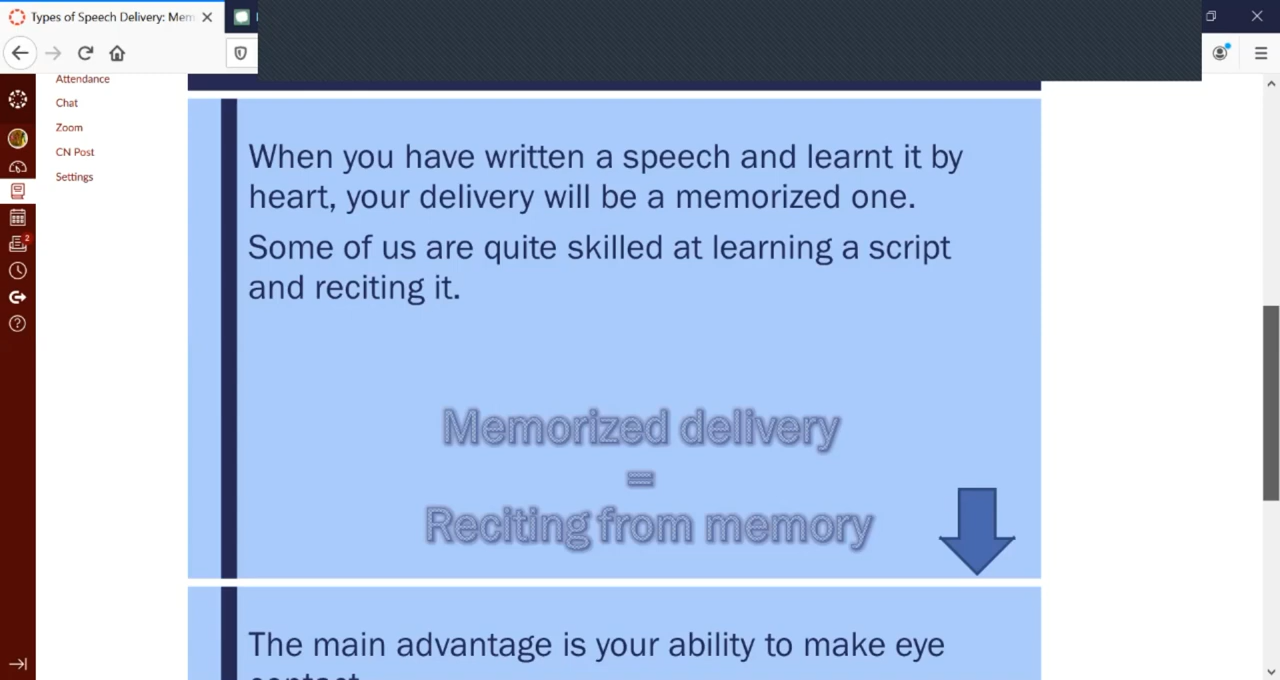 Types of Speech Delivery: Mem
Attendance
Chat
Zoom
CN Post
Settings
2
When you have written a speech and learnt it by
heart, your delivery will be a memorized one.
Some of us are quite skilled at learning a script
and reciting it.
Memorized delivery
=
Reciting from memory
The main advantage is your ability to make eye
contact